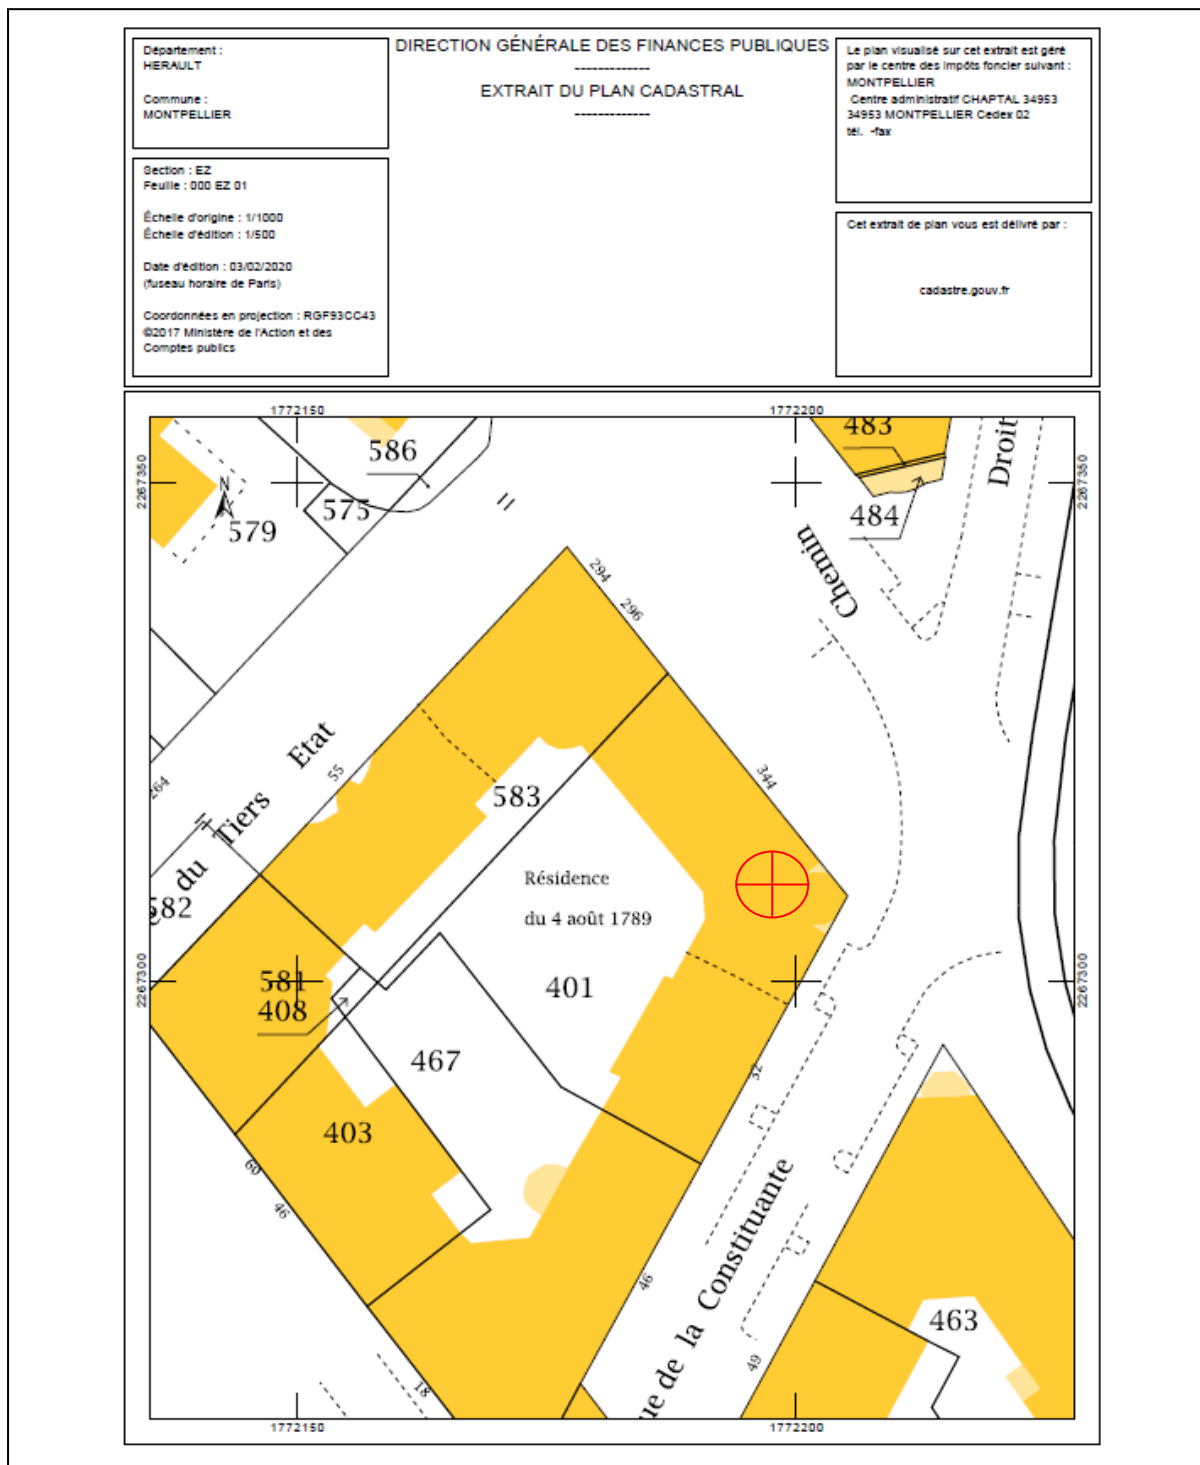 Département :
HERAULT
Commune :
MONTPELLIER
Section : EZ
Feuille : 000 EZ 01
Échelle d'origine : 1/1000
Échelle d'édition : 1/500
Date d'édition : 03/02/2020
(fuseau horaire de Paris)
Coordonnées en projection : RGF93CC43
©2017 Ministère de l'Action et des
Comptes publics
DIRECTION GÉNÉRALE DES FINANCES PUBLIQUES
-------------
EXTRAIT DU PLAN CADASTRAL
-------------
Le plan visualisé sur cet extrait est géré
par le centre des impôts foncier suivant :
MONTPELLIER
Centre administratif CHAPTAL 34953
34953 MONTPELLIER Cedex 02
tél. -fax
Cet extrait de plan vous est délivré par :
cadastre.gouv.fr
1772150
1772200
2267350
2267350
586
483
Droit
N
575
579
484
Chemin
294
296
Etat
55
264
Tiers
du
583
344
582
Résidence
du 4 août 1789
2267300
2267300
581
408
401
467
32
403
60
46
46
ue de la Constituante
463
49
18
1772150
1772200